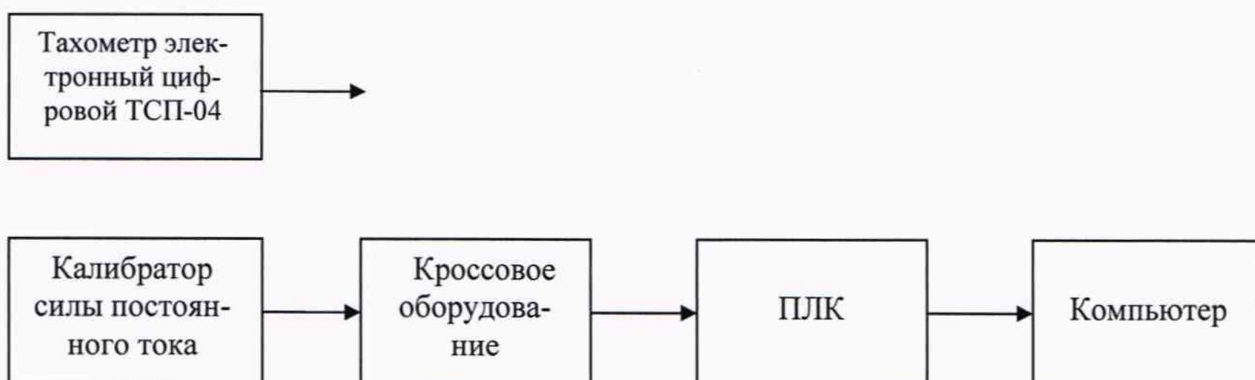 Тахометр элек-
тронный циф-
ровой ТСП-04
Калибратор
силы постоян-
ного тока
Кроссовое
оборудова-
ние
ПЛК
Компьютер